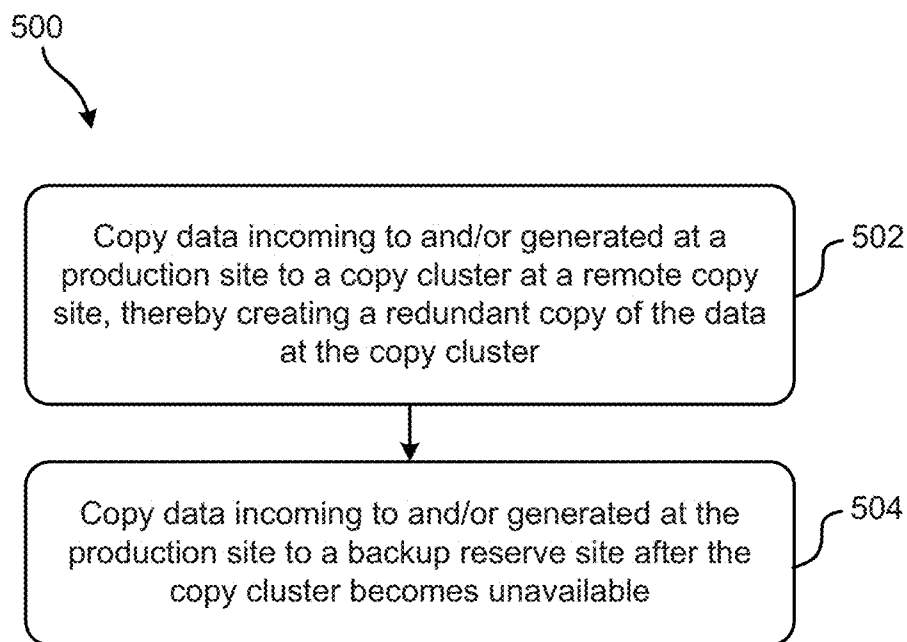 500
Copy data incoming to and/or generated at a
production site to a copy cluster at a remote copy
site, thereby creating a redundant copy of the data
at the copy cluster
502
Copy data incoming to and/or generated at the
production site to a backup reserve site after the
copy cluster becomes unavailable
504